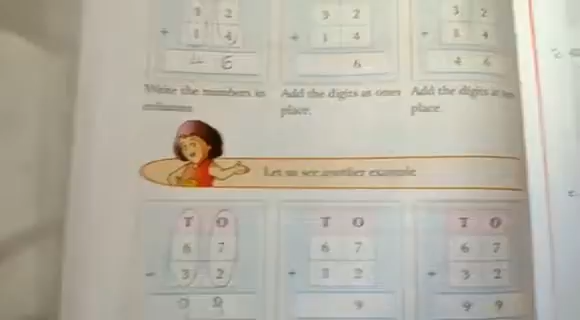 3 2   3 2   3 2
+ 1 4   + 1 4   + 1 4
4 6   6   4 6
Write the numbers in   Add the digits at ones   Add the digits at
columns   place.   place.
Let us see another example
T O   T O   T O
6 7   6 7   6 7
3 2   + 3 2   + 3 2
9 9   9   9 9